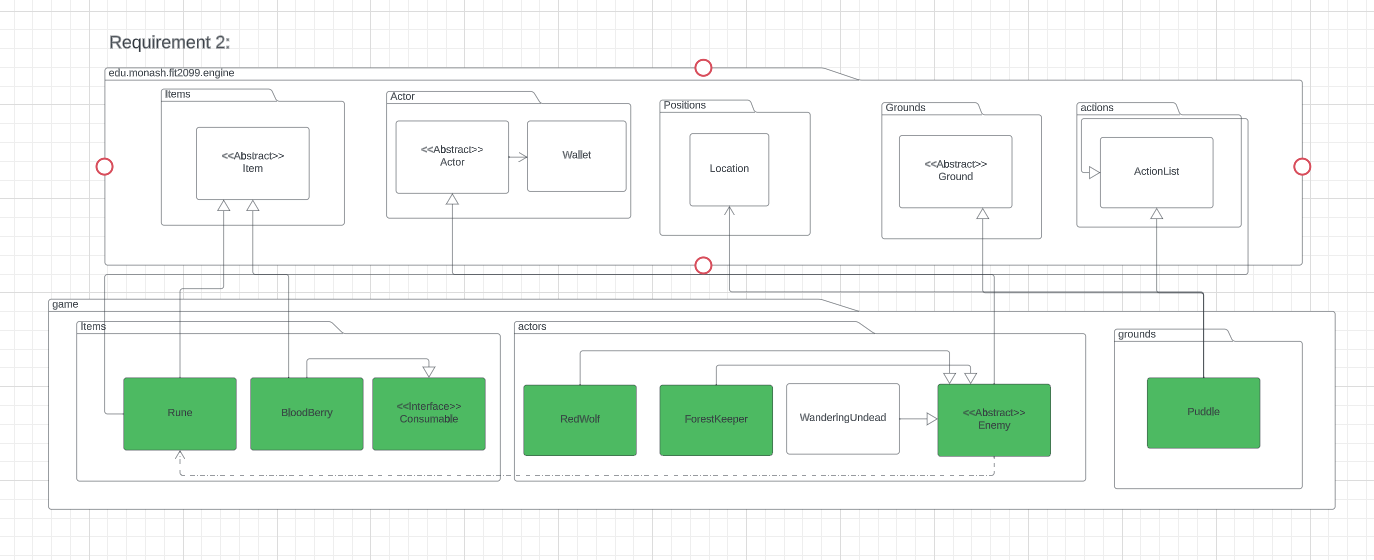 Requirement 2:
edu.monash.fit2099.engine
Items
Actor
Positions
Grounds
actions
<<Abstract>>
Item
<<Abstract>>
Actor
Wallet
Location
<<Abstract>>
Ground
ActionList
game
Items
actors
grounds
Rune
BloodBerry
<<Interface>>
Consumable
RedWolf
ForestKeeper
WanderingUndead
<<Abstract>>
Enemy
Puddle